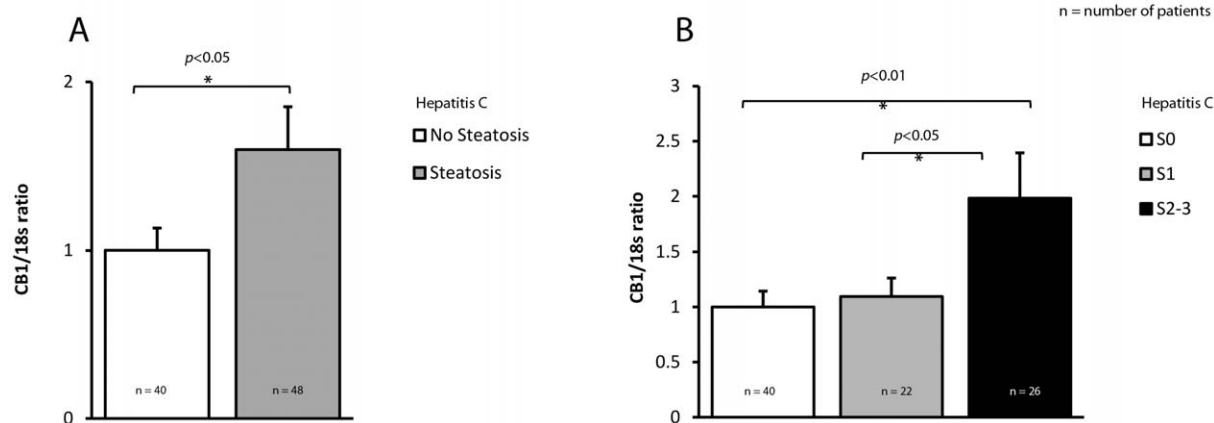 n = number of patients
A
p<0.05
*
2
1
0
CB1/18s ratio
n = 40
n = 48
Hepatitis C
No Steatosis
Steatosis
B
p<0.01
*
p<0.05
*
3
2.5
2
1.5
1
0.5
0
CB1/18s ratio
n = 40
n = 22
n = 26
Hepatitis C
S0
S1
S2-3